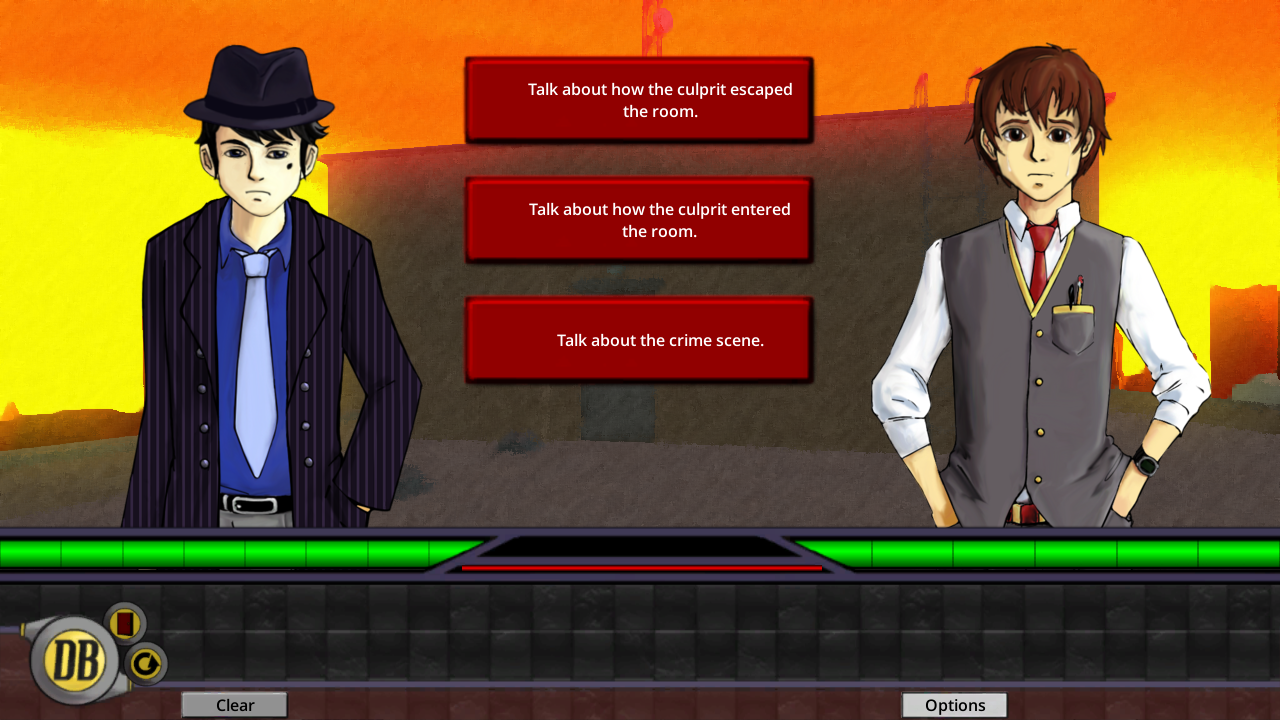 Talk about how the culprit escaped
the room.
Talk about how the culprit entered
the room.
Talk about the crime scene.
DB
Clear
Options